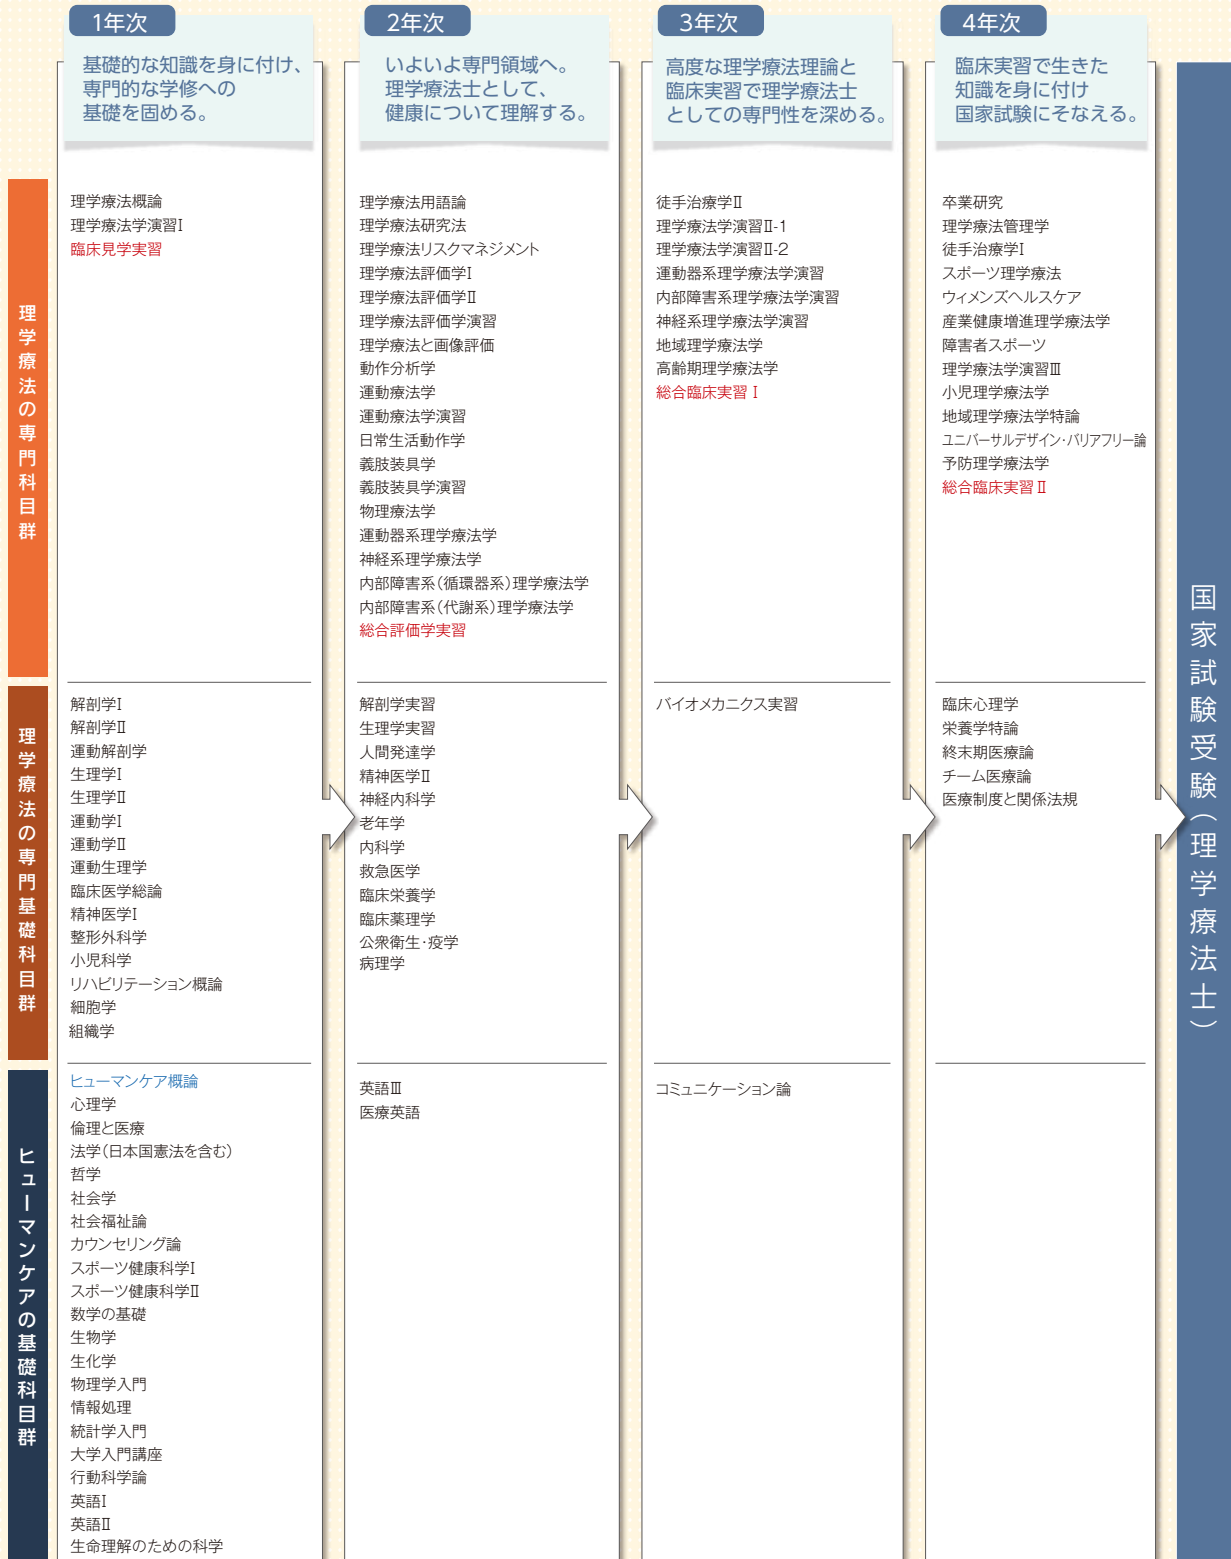 1年次
基礎的な知識を身に付け、
専門的な学修への
基礎を固める。
2年次
いよいよ専門領域へ。
理学療法士として、
健康について理解する。
3年次
高度な理学療法理論と
臨床実習で理学療法士
としての専門性を深める。
4年次
臨床実習で生きた
知識を身に付け
国家試験にそなえる。
理学療法の専門科目群
理学療法概論
理学療法学演習Ⅰ
臨床見学実習
理学療法用語論
理学療法研究法
理学療法リスクマネジメント
理学療法評価学Ⅰ
理学療法評価学Ⅱ
理学療法評価学演習
理学療法と画像評価
動作分析学
運動療法学
運動療法学演習
日常生活動作学
義肢装具学
義肢装具学演習
物理療法学
運動器系理学療法学
神経系理学療法学
内部障害系(循環器系)理学療法学
内部障害系(代謝系)理学療法学
総合評価学実習
徒手治療学Ⅱ
理学療法学演習Ⅱ-1
理学療法学演習Ⅱ-2
運動器系理学療法学演習
内部障害系理学療法学演習
神経系理学療法学演習
地域理学療法学
高齢期理学療法学
総合臨床実習Ⅰ
卒業研究
理学療法管理学
徒手治療学Ⅰ
スポーツ理学療法
ウィメンズヘルスケア
産業健康増進理学療法学
障害者スポーツ
理学療法学演習Ⅲ
小児理学療法学
地域理学療法学特論
ユニバーサルデザイン・バリアフリー論
予防理学療法学
総合臨床実習Ⅱ
理学療法の専門基礎科目群
解剖学Ⅰ
解剖学Ⅱ
運動解剖学
生理学Ⅰ
生理学Ⅱ
運動学Ⅰ
運動学Ⅱ
運動生理学
臨床医学総論
精神医学Ⅰ
整形外科学
小児科学
リハビリテーション概論
細胞学
組織学
解剖学実習
生理学実習
人間発達学
精神医学Ⅱ
神経内科学
老年学
内科学
救急医学
臨床栄養学
臨床薬理学
公衆衛生・疫学
病理学
バイオメカニクス実習
臨床心理学
栄養学特論
終末期医療論
チーム医療論
医療制度と関係法規
ヒューマンケアの基礎科目群
ヒューマンケア概論
心理学
倫理と医療
法学(日本国憲法を含む)
哲学
社会学
社会福祉論
カウンセリング論
スポーツ健康科学Ⅰ
スポーツ健康科学Ⅱ
数学の基礎
生物学
生化学
物理学入門
情報処理
統計学入門
大学入門講座
行動科学論
英語Ⅰ
英語Ⅱ
生命理解のための科学
英語Ⅲ
医療英語
コミュニケーション論
国家試験受験(理学療法士)